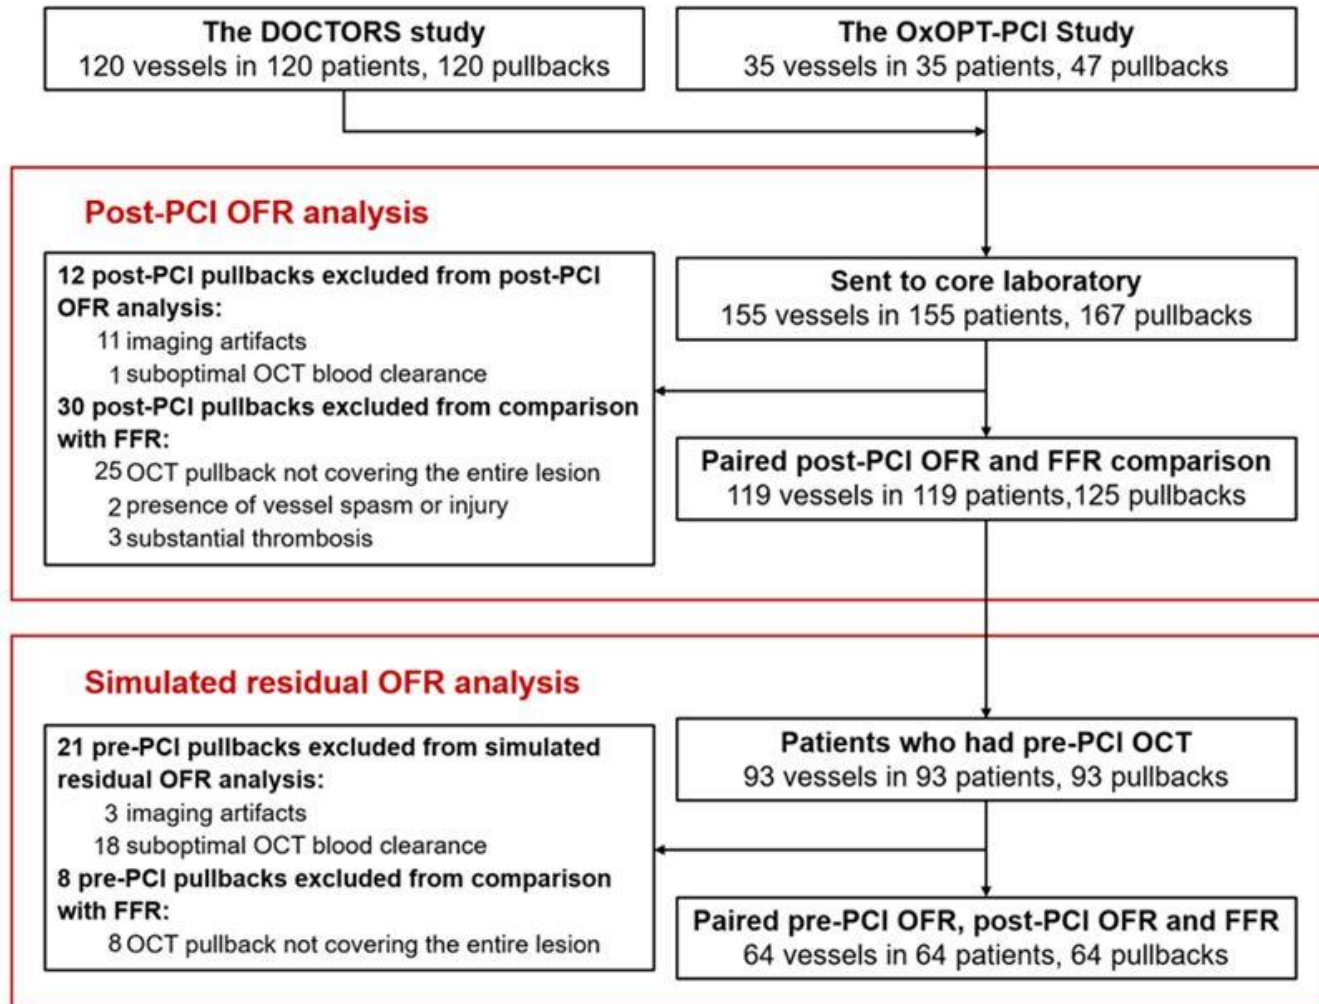 The DOCTORS study
120 vessels in 120 patients, 120 pullbacks
The OxOPT-PCI Study
35 vessels in 35 patients, 47 pullbacks
Post-PCI OFR analysis
12 post-PCI pullbacks excluded from post-PCI
OFR analysis:
11 imaging artifacts
1 suboptimal OCT blood clearance
30 post-PCI pullbacks excluded from comparison
with FFR:
25 OCT pullback not covering the entire lesion
2 presence of vessel spasm or injury
3 substantial thrombosis
Sent to core laboratory
155 vessels in 155 patients, 167 pullbacks
Paired post-PCI OFR and FFR comparison
119 vessels in 119 patients,125 pullbacks
Simulated residual OFR analysis
21 pre-PCI pullbacks excluded from simulated
residual OFR analysis:
3 imaging artifacts
18 suboptimal OCT blood clearance
8 pre-PCI pullbacks excluded from comparison
with FFR:
8 OCT pullback not covering the entire lesion
Patients who had pre-PCI OCT
93 vessels in 93 patients, 93 pullbacks
Paired pre-PCI OFR, post-PCI OFR and FFR
64 vessels in 64 patients, 64 pullbacks